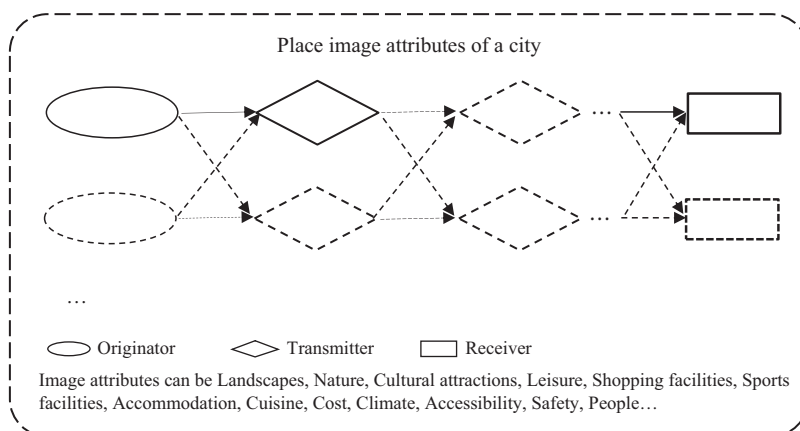 Place image attributes of a city
...
...
...
Originator
Transmitter
Receiver
Image attributes can be Landscapes, Nature, Cultural attractions, Leisure, Shopping facilities, Sports
facilities, Accommodation, Cuisine, Cost, Climate, Accessibility, Safety, People…